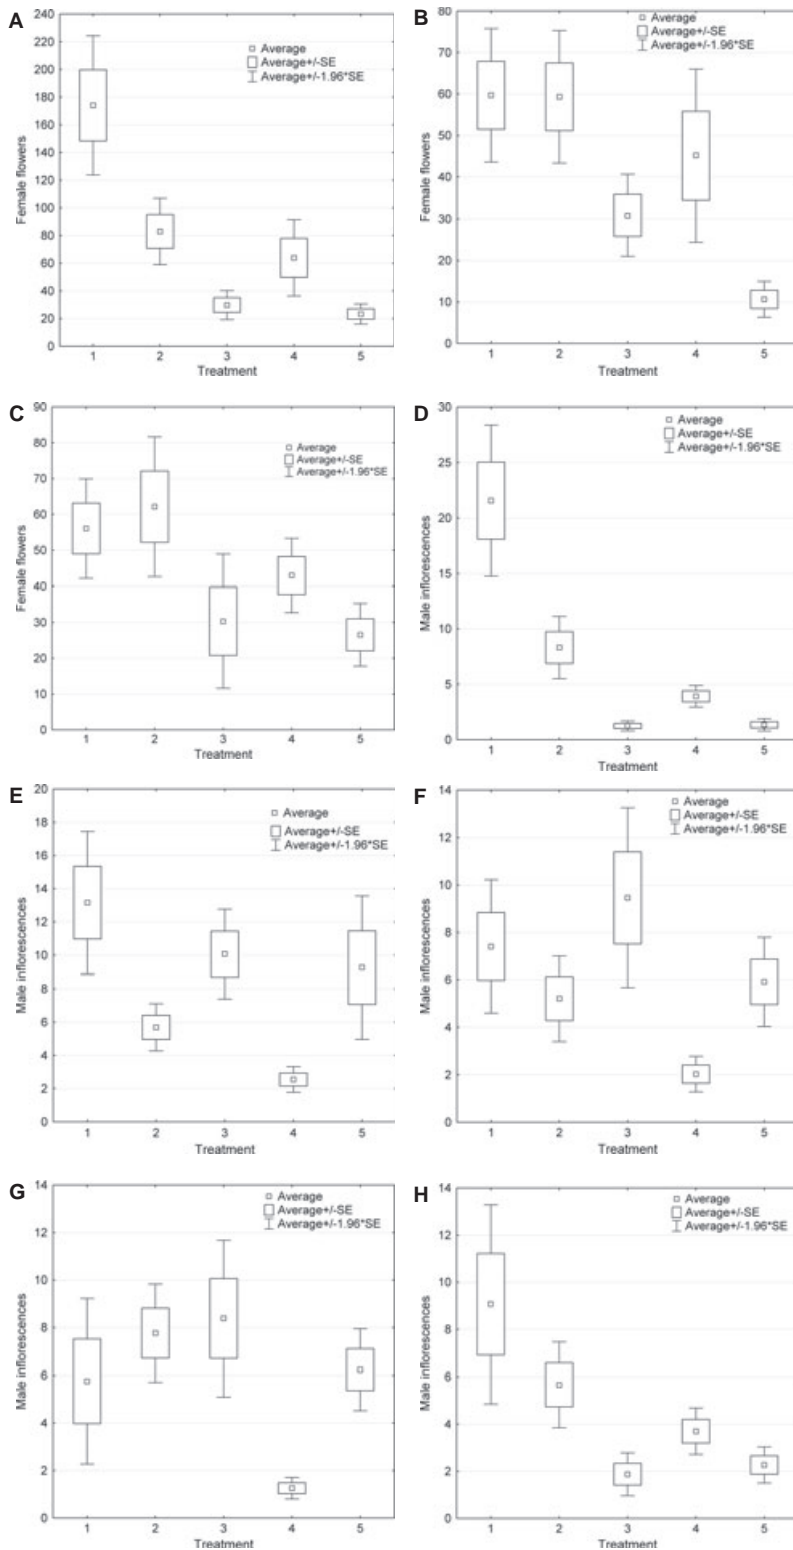 A
240
220
200
180
160
140
120
100
80
60
40
20
0
Female flowers
Average
Average+/-SE
Average+/-1.96*SE
1 2 3 4 5
Treatment
B
80
70
60
50
40
30
20
10
0
Female flowers
Average
Average+/-SE
Average+/-1.96*SE
1 2 3 4 5
Treatment
C
90
80
70
60
50
40
30
20
10
0
Female flowers
Average
Average+/-SE
Average+/-1.96*SE
1 2 3 4 5
Treatment
D
30
25
20
15
10
5
0
Male inflorescences
Average
Average+/-SE
Average+/-1.96*SE
1 2 3 4 5
Treatment
E
20
18
16
14
12
10
8
6
4
2
0
Male inflorescences
Average
Average+/-SE
Average+/-1.96*SE
1 2 3 4 5
Treatment
F
14
12
10
8
6
4
2
0
Male inflorescences
Average
Average+/-SE
Average+/-1.96*SE
1 2 3 4 5
Treatment
G
14
12
10
8
6
4
2
0
Male inflorescences
Average
Average+/-SE
Average+/-1.96*SE
1 2 3 4 5
Treatment
H
14
12
10
8
6
4
2
0
Male inflorescences
Average
Average+/-SE
Average+/-1.96*SE
1 2 3 4 5
Treatment